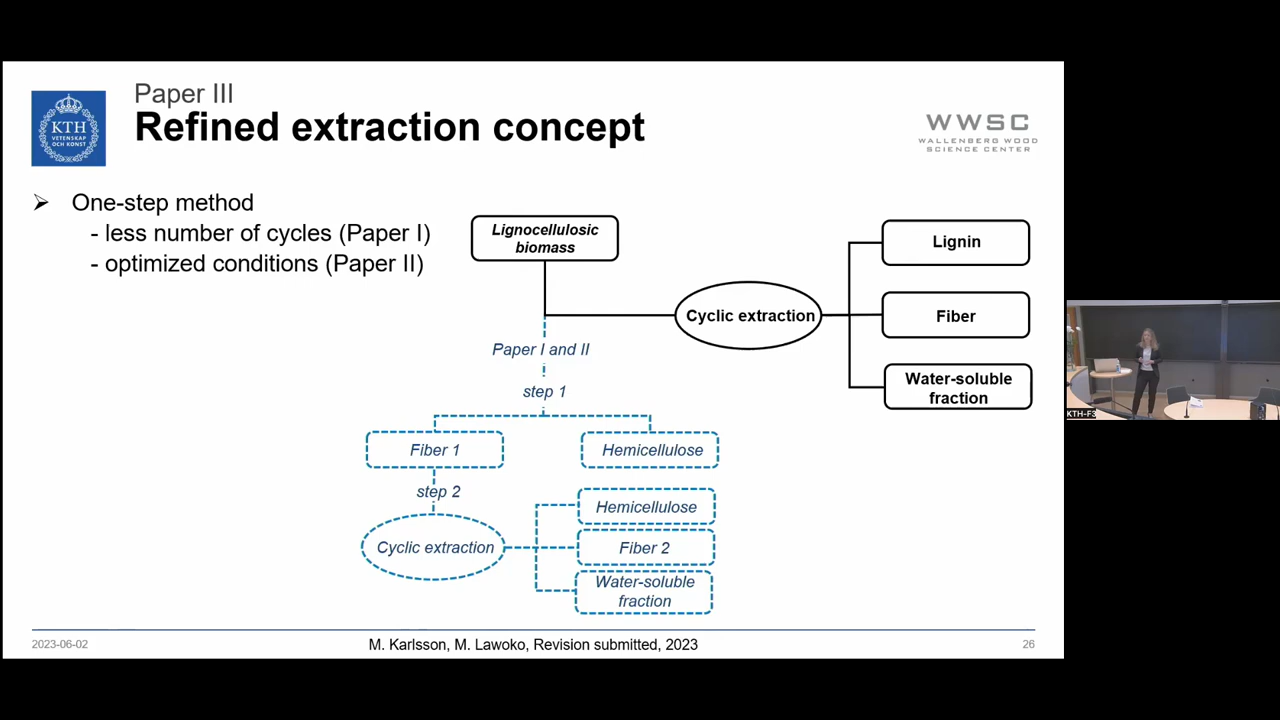 Paper III
Refined extraction concept
KTH
VETENSKAP
OCH KONST
WWSC
WALLENBERG WOOD
SCIENCE CENTER
➤ One-step method
- less number of cycles (Paper I)
- optimized conditions (Paper II)
Lignocellulosic
biomass
Cyclic extraction
Lignin
Fiber
Water-soluble
fraction
Paper I and II
step 1
Fiber 1
Hemicellulose
step 2
Cyclic extraction
Hemicellulose
Fiber 2
Water-soluble
fraction
2023-06-02
M. Karlsson, M. Lawoko, Revision submitted, 2023
26
KTH-F3